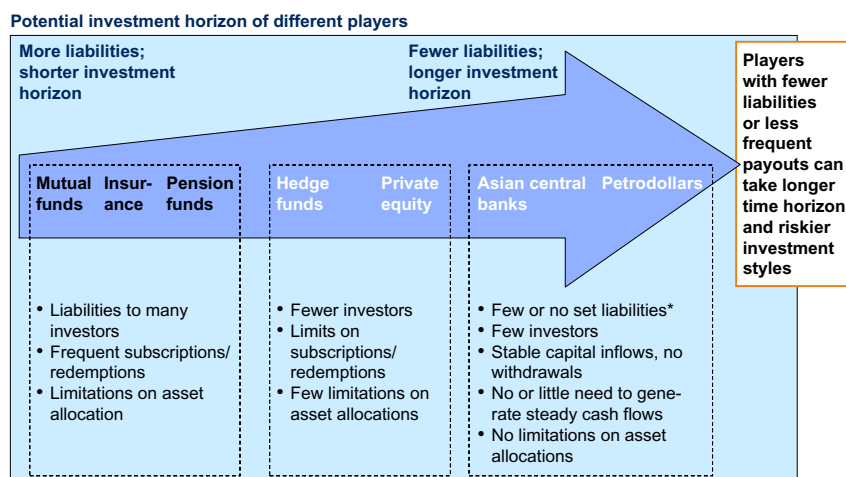 Potential investment horizon of different players
More liabilities;
shorter investment
horizon
Fewer liabilities;
longer investment
horizon
Players
with fewer
liabilities
or less
frequent
payouts can
take longer
time horizon
and riskier
investment
styles
Mutual
funds
Insur-
ance
Pension
funds
Hedge
funds
Private
equity
Asian central
banks
Petrodollars
• Liabilities to many
investors
• Frequent subscriptions/
redemptions
• Limitations on asset
allocation
• Fewer investors
• Limits on
subscriptions/
redemptions
• Few limitations on
asset allocations
• Few or no set liabilities*
• Few investors
• Stable capital inflows, no
withdrawals
• No or little need to gene-
rate steady cash flows
• No limitations on asset
allocations